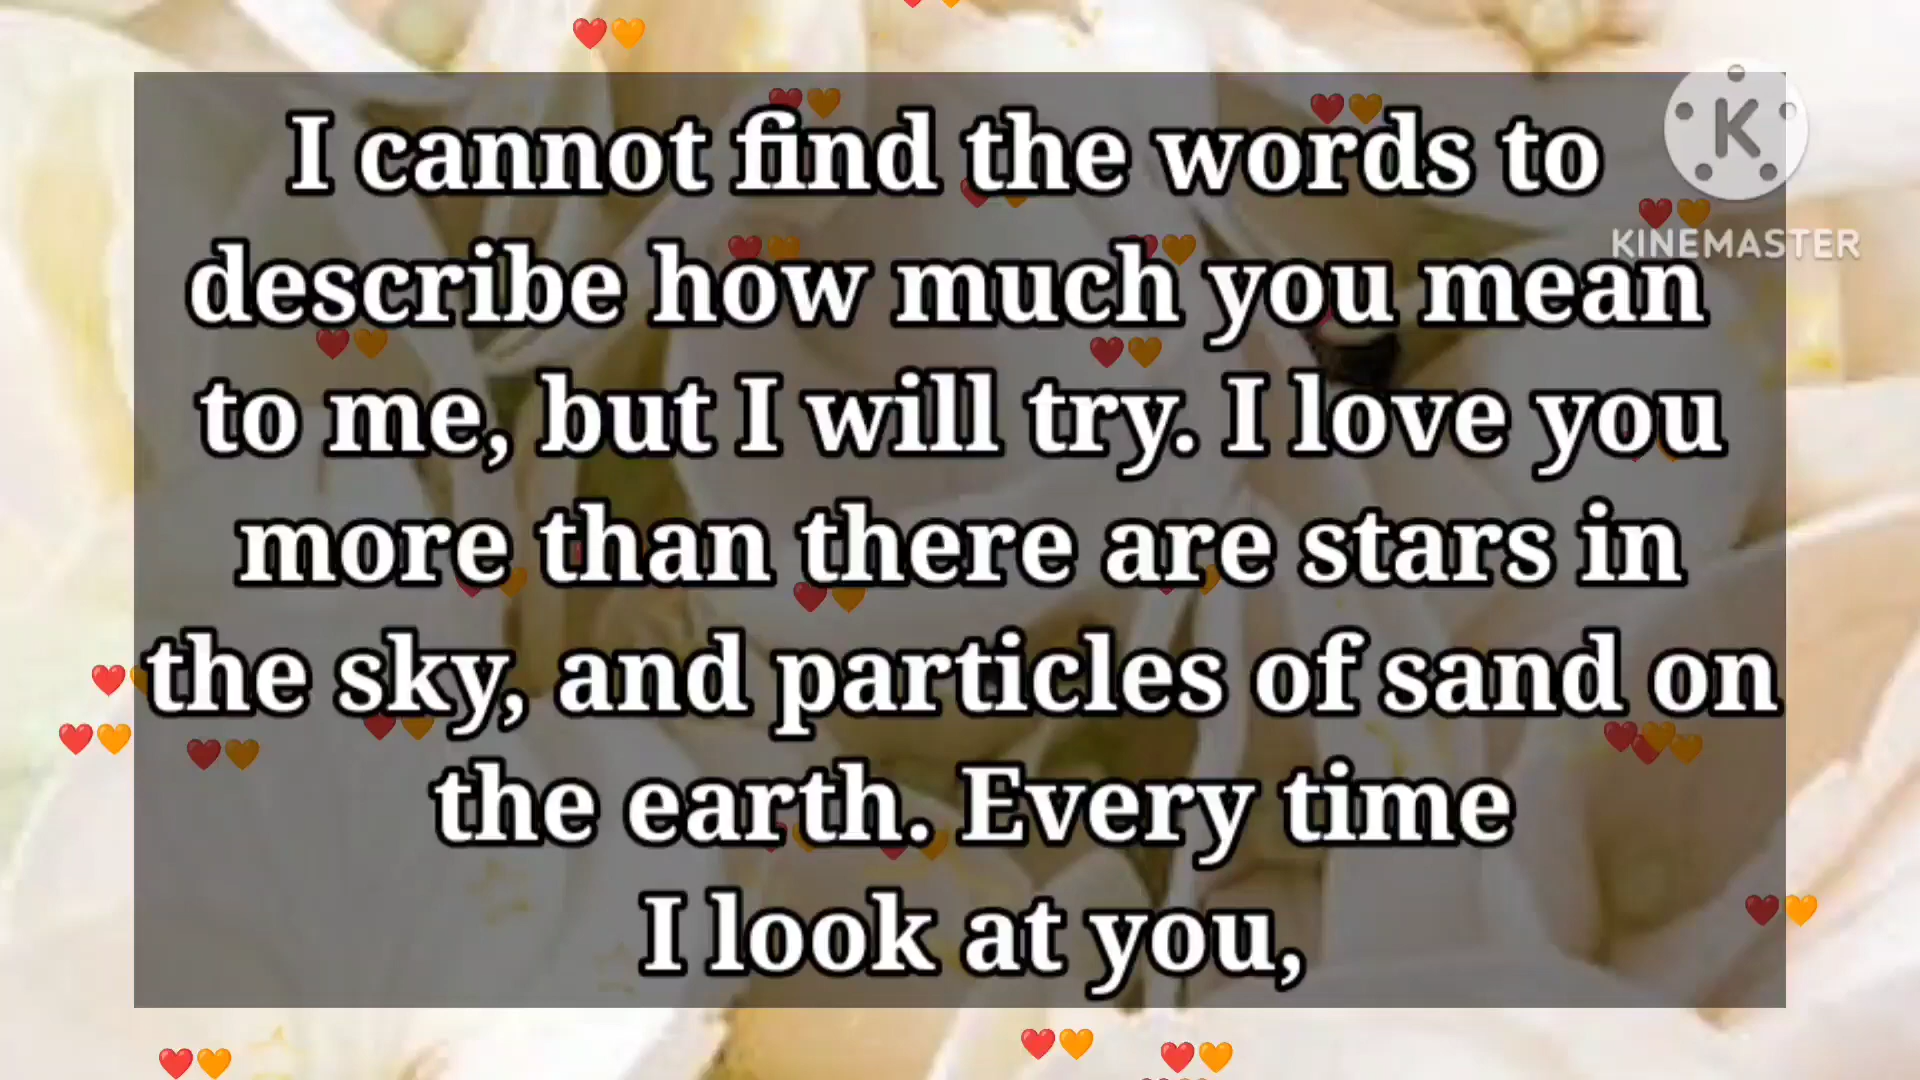 I cannot find the words to
describe how much you mean
to me, but I will try. I love you
more than there are stars in
the sky, and particles of sand on
the earth. Every time
I look at you,
K
KINEMASTER